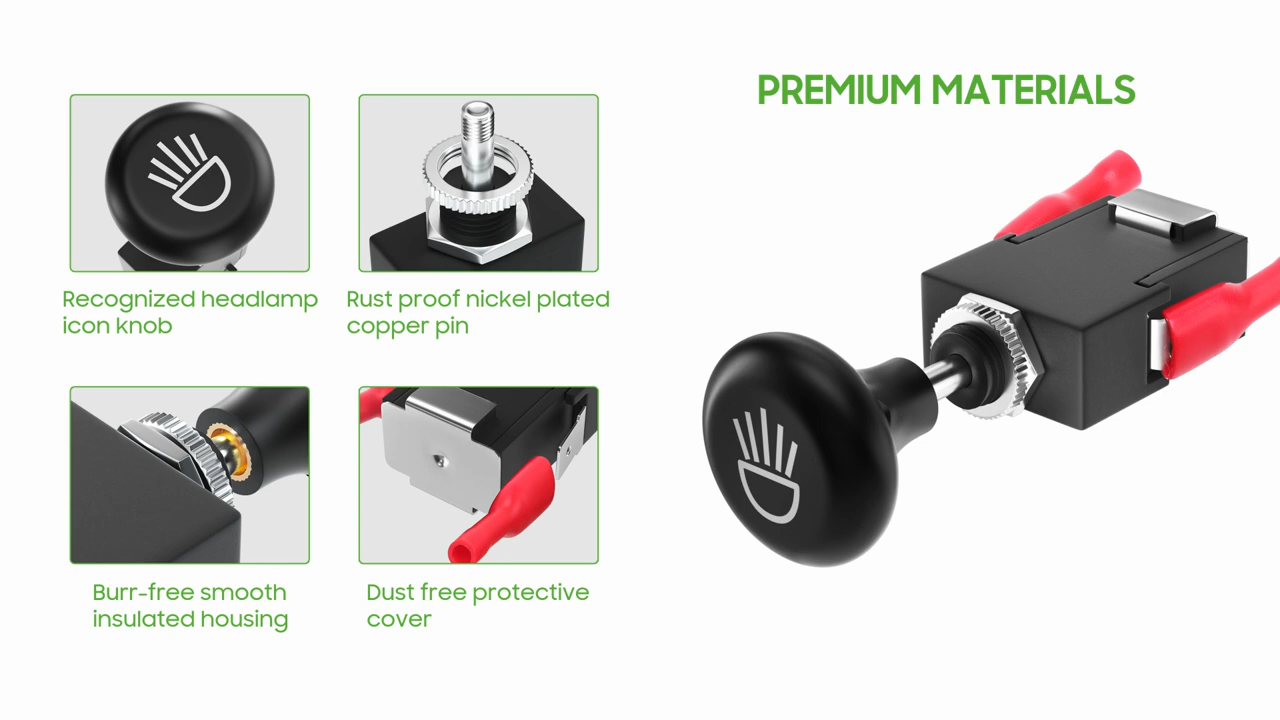 PREMIUM MATERIALS
Recognized headlamp
icon knob
Rust proof nickel plated
copper pin
Burr-free smooth
insulated housing
Dust free protective
cover